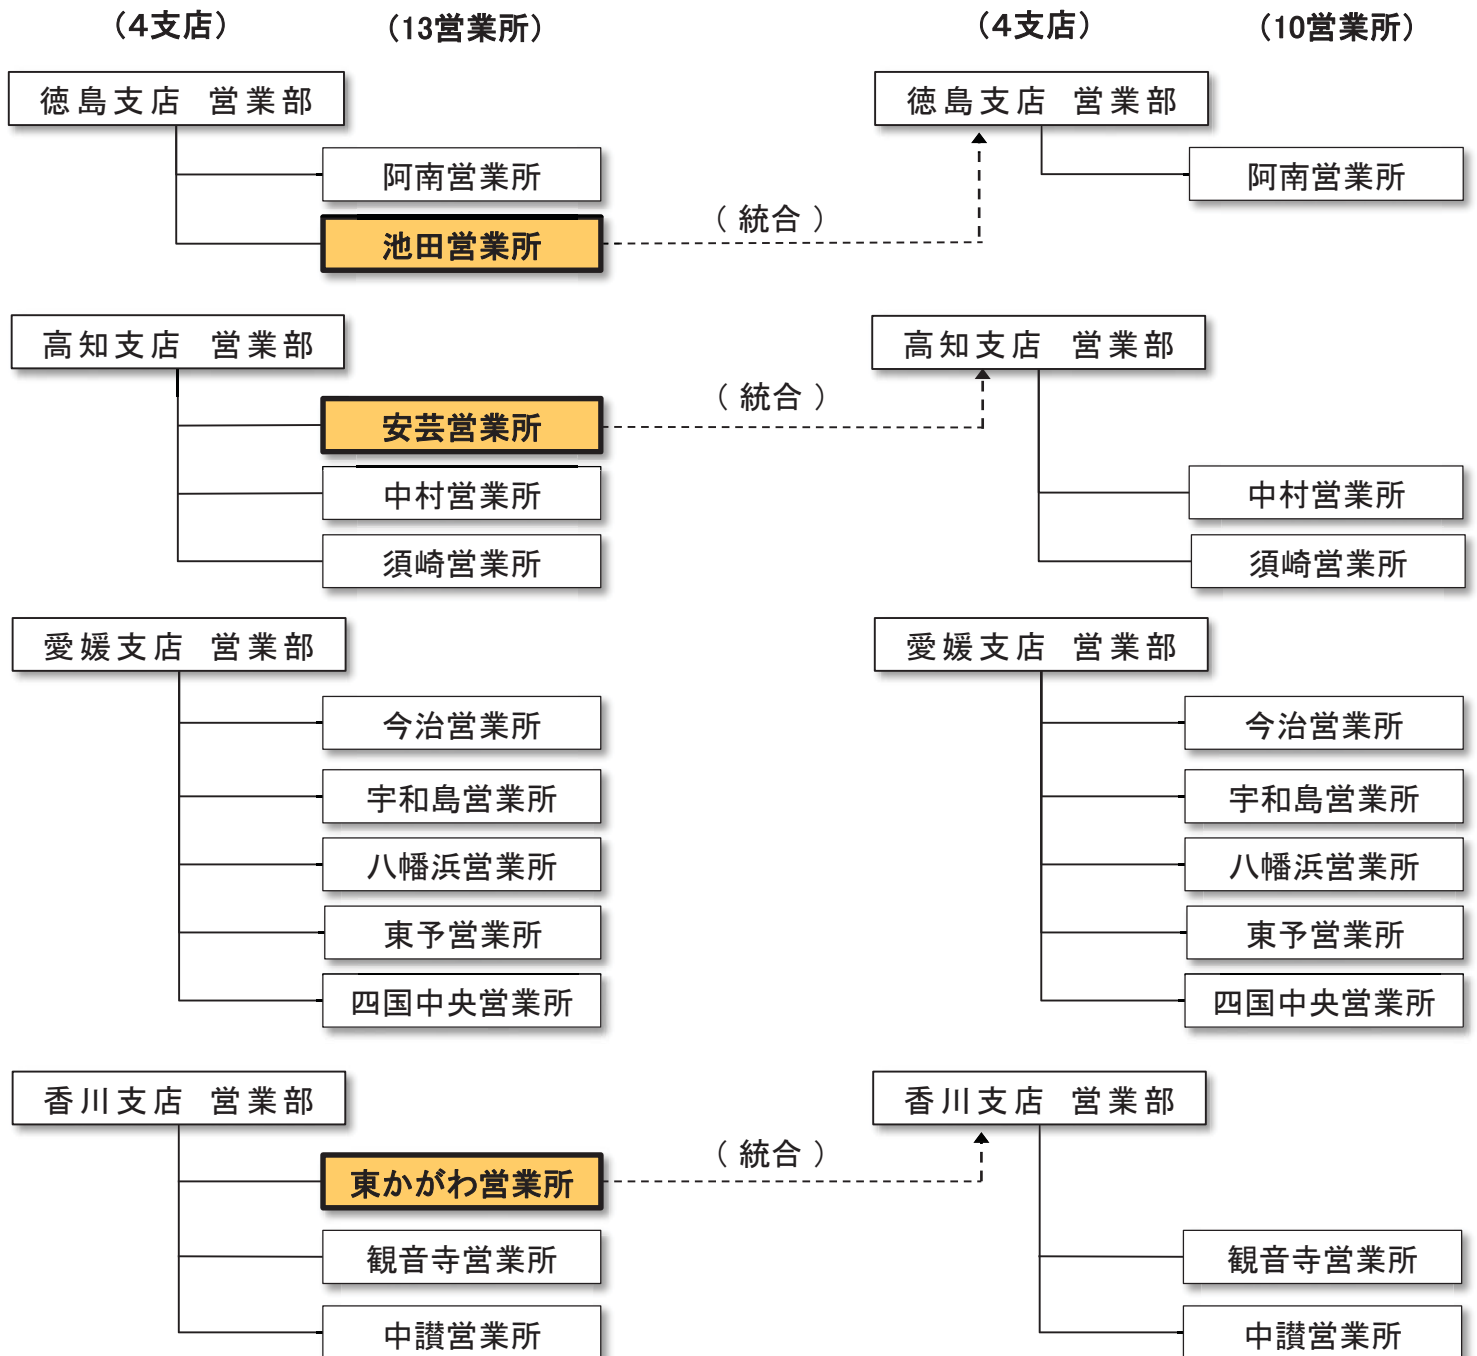 （4支店） （13営業所） （4支店） （10営業所）
徳島支店 営業部 徳島支店 営業部
阿南営業所 阿南営業所
（統合）
池田営業所
高知支店 営業部 高知支店 営業部
（統合）
安芸営業所
中村営業所 中村営業所
須崎営業所 須崎営業所
愛媛支店 営業部 愛媛支店 営業部
今治営業所 今治営業所
宇和島営業所 宇和島営業所
八幡浜営業所 八幡浜営業所
東予営業所 東予営業所
四国中央営業所 四国中央営業所
香川支店 営業部 香川支店 営業部
（統合）
東かがわ営業所
観音寺営業所 観音寺営業所
中讃営業所 中讃営業所